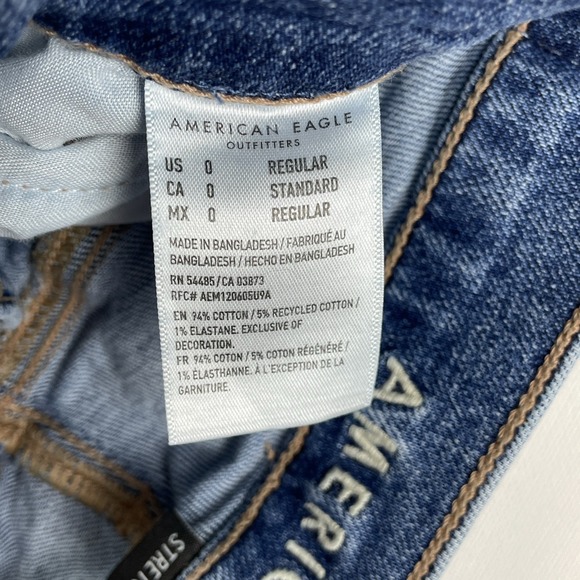 AMERICAN EAGLE
OUTFITTERS
US 0 REGULAR
CA 0 STANDARD
MX 0 REGULAR
MADE IN BANGLADESH / FABRIQUÉ AU
BANGLADESH / HECHO EN BANGLADESH
RN 54485 / CA 03873
RFC# AEM120605U9A
EN 94% COTTON / 5% RECYCLED COTTON /
1% ELASTANE. EXCLUSIVE OF
DECORATION.
FR 94% COTON / 5% COTON RÉGÉNÉRÉ /
1% ÉLASTHANNE. À L'EXCEPTION DE LA
GARNITURE.
AMERIC
STRE